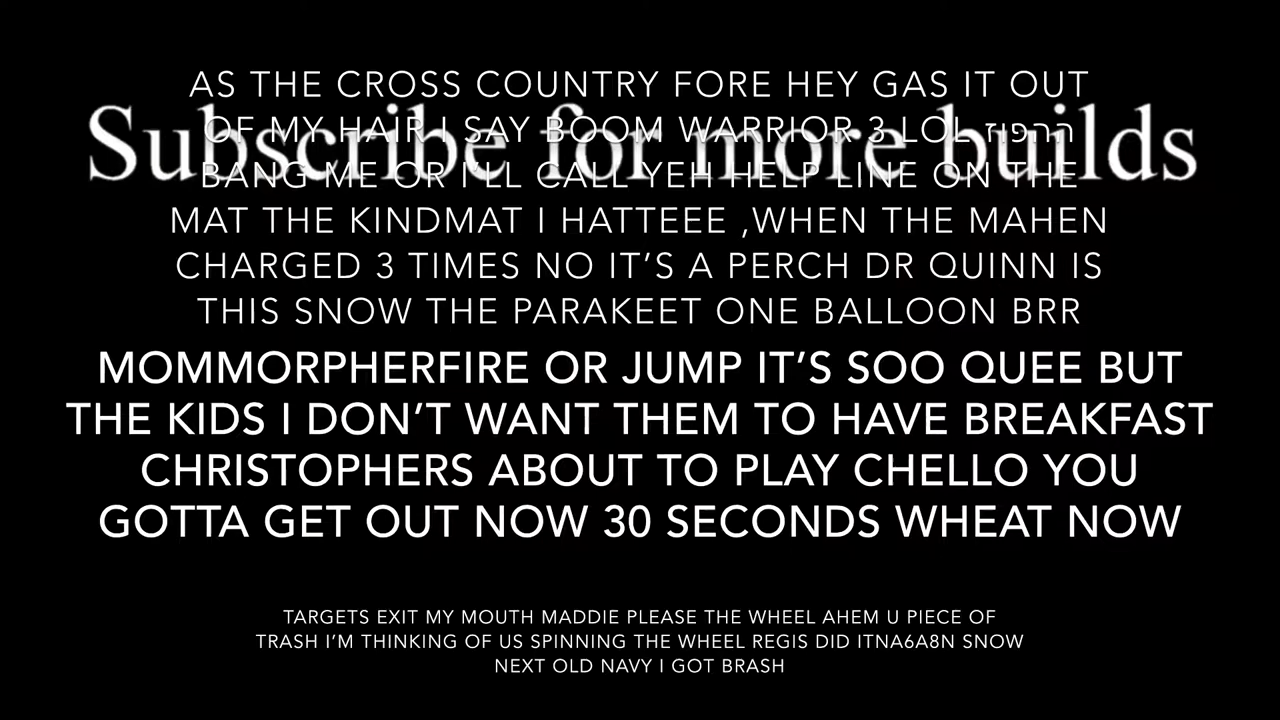 AS THE CROSS COUNTRY FORE HEY GAS IT OUT
Subscribe for more builds
OF MY HAIR I SAY BOOM WARRIOR 3 LOL הרפוז
BANG ME OR I'LL CALL YEH HELP LINE ON THE
MAT THE KINDMAT I HATTEEE ,WHEN THE MAHEN
CHARGED 3 TIMES NO IT'S A PERCH DR QUINN IS
THIS SNOW THE PARAKEET ONE BALLOON BRR
MOMMORPHERFIRE OR JUMP IT'S SOO QUEE BUT
THE KIDS I DON'T WANT THEM TO HAVE BREAKFAST
CHRISTOPHERS ABOUT TO PLAY CHELLO YOU
GOTTA GET OUT NOW 30 SECONDS WHEAT NOW
TARGETS EXIT MY MOUTH MADDIE PLEASE THE WHEEL AHEM U PIECE OF
TRASH I'M THINKING OF US SPINNING THE WHEEL REGIS DID ITNA6A8N SNOW
NEXT OLD NAVY I GOT BRASH